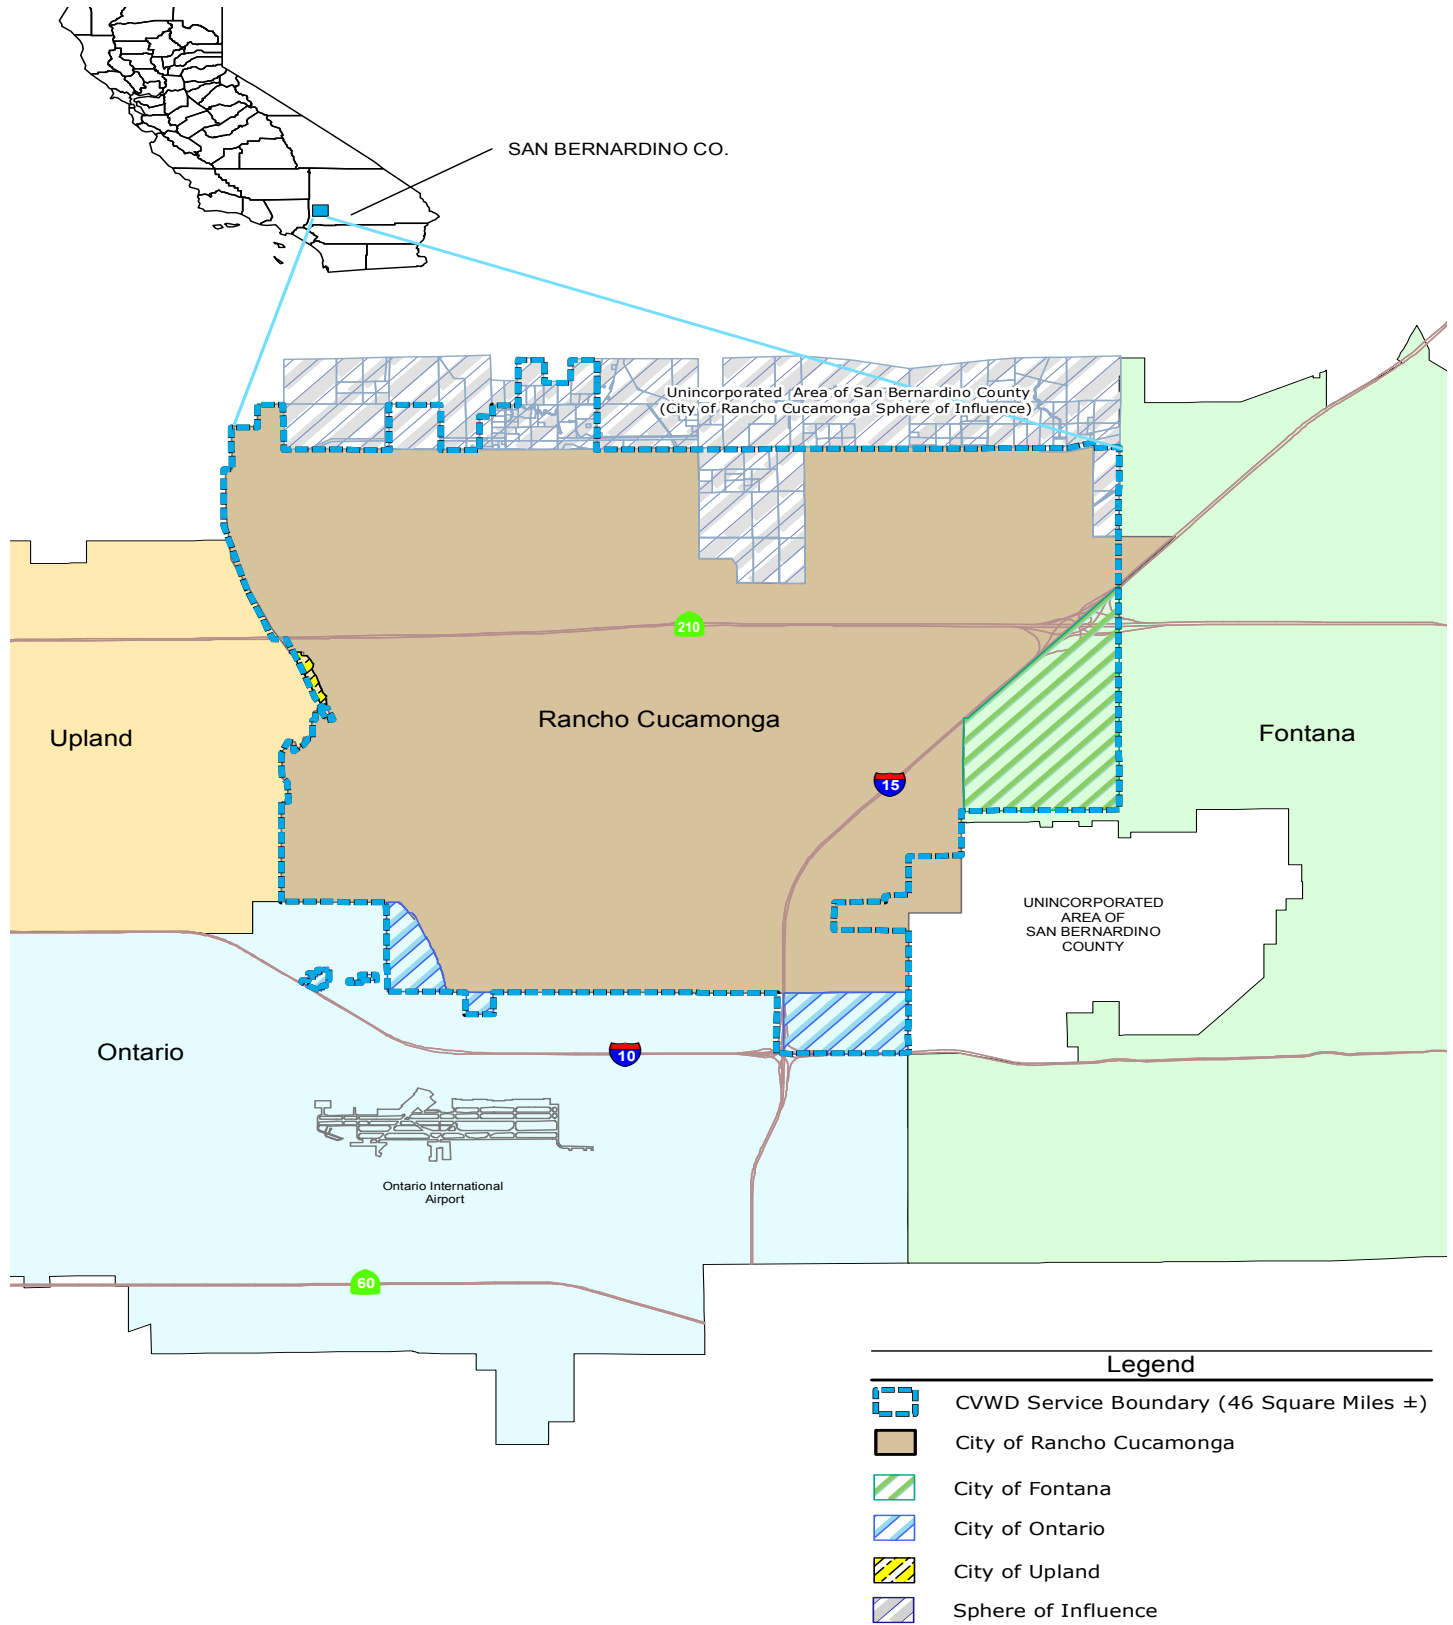 SAN BERNARDINO CO.
Unincorporated Area of San Bernardino County
(City of Rancho Cucamonga Sphere of Influence)
210
Rancho Cucamonga
Upland
Fontana
15
UNINCORPORATED
AREA OF
SAN BERNARDINO
COUNTY
Ontario
10
Ontario International
Airport
60
Legend
CVWD Service Boundary (46 Square Miles ±)
City of Rancho Cucamonga
City of Fontana
City of Ontario
City of Upland
Sphere of Influence